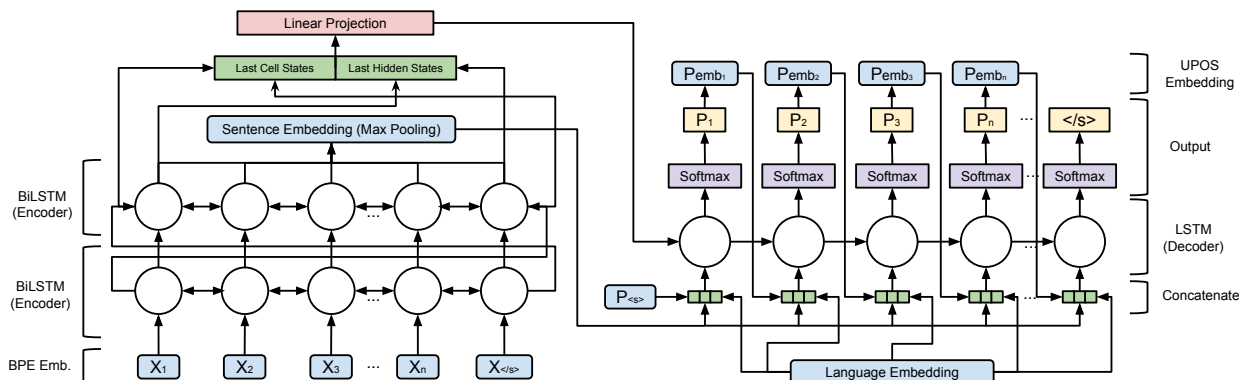 Linear Projection
Last Cell States Last Hidden States
Sentence Embedding (Max Pooling)
BiLSTM
(Encoder)
...
BiLSTM
(Encoder)
...
BPE Emb.
X1 X2 X3 ... Xn X</s>
Pemb1 Pemb2 Pemb3 Pembn
UPOS
Embedding
P1 P2 P3 Pn ... </s>
Output
Softmax Softmax Softmax Softmax ... Softmax
LSTM
(Decoder)
...
P<s>
...
Concatenate
Language Embedding